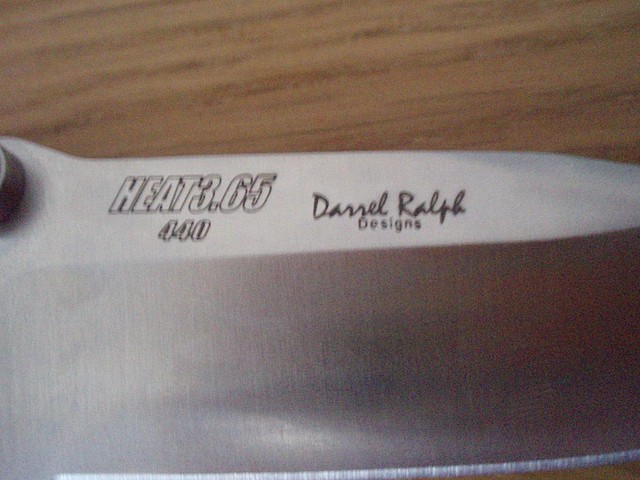 HEAT3.65
440
Darrel Ralph
Designs